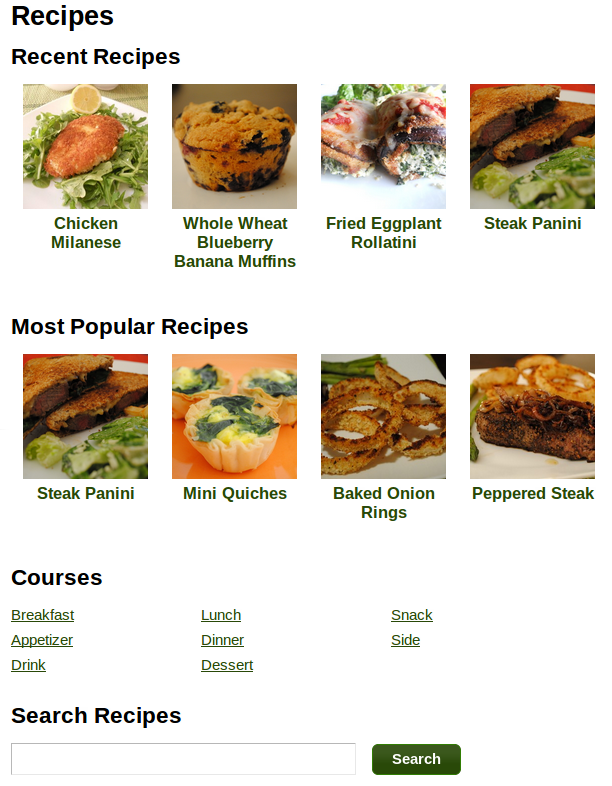 Recipes
Recent Recipes
Chicken
Milanese
Whole Wheat
Blueberry
Banana Muffins
Fried Eggplant
Rollatini
Steak Panini
Most Popular Recipes
Steak Panini
Mini Quiches
Baked Onion
Rings
Peppered Steak
Courses
Breakfast Lunch Snack
Appetizer Dinner Side
Drink Dessert
Search Recipes
Search